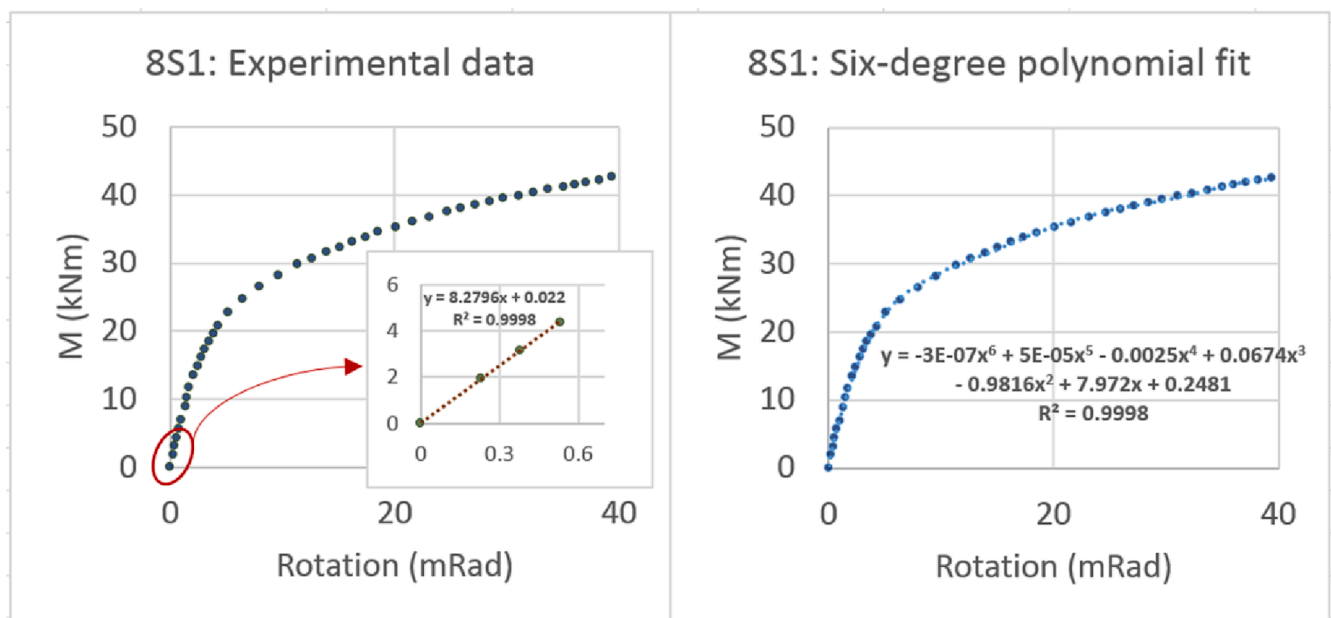 8S1: Experimental data
50
40
30
20
10
0
M (kNm)
6
4
2
0
y = 8.2796x + 0.022
R² = 0.9998
0 0.3 0.6
0 20 40
Rotation (mRad)
8S1: Six-degree polynomial fit
50
40
30
20
10
0
M (kNm)
y = -3E-07x⁶ + 5E-05x⁵ - 0.0025x⁴ + 0.0674x³
- 0.9816x² + 7.972x + 0.2481
R² = 0.9998
0 20 40
Rotation (mRad)